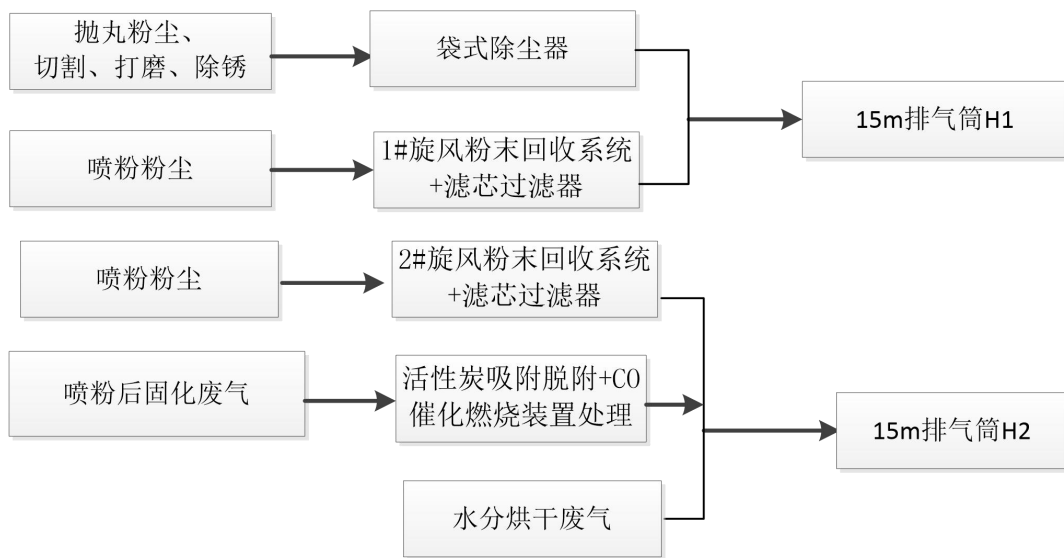 抛丸粉尘、
切割、打磨、除锈
袋式除尘器
15m排气筒H1
喷粉粉尘
1#旋风粉末回收系统
+滤芯过滤器
喷粉粉尘
2#旋风粉末回收系统
+滤芯过滤器
喷粉后固化废气
活性炭吸附脱附+CO
催化燃烧装置处理
15m排气筒H2
水分烘干废气